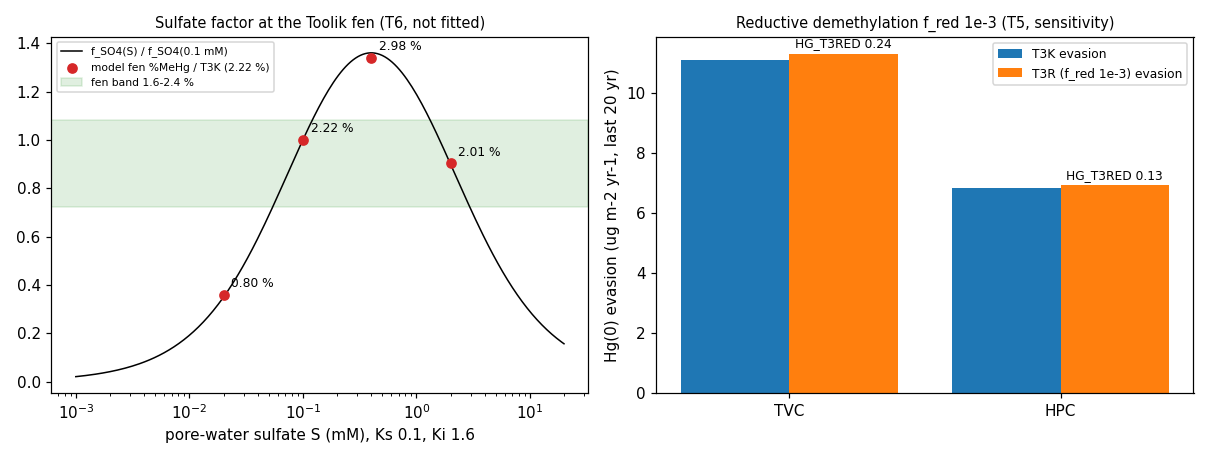 Sulfate factor at the Toolik fen (T6, not fitted)
f_SO4(S) / f_SO4(0.1 mM)
model fen %MeHg / T3K (2.22 %)
fen band 1.6-2.4 %
2.98 %
2.22 %
2.01 %
0.80 %
1.4
1.2
1.0
0.8
0.6
0.4
0.2
0.0
10⁻³
10⁻²
10⁻¹
10⁰
10¹
pore-water sulfate S (mM), Ks 0.1, Ki 1.6
Reductive demethylation f_red 1e-3 (T5, sensitivity)
HG_T3RED 0.24
T3K evasion
T3R (f_red 1e-3) evasion
HG_T3RED 0.13
Hg(0) evasion (ug m-2 yr-1, last 20 yr)
10
8
6
4
2
0
TVC
HPC